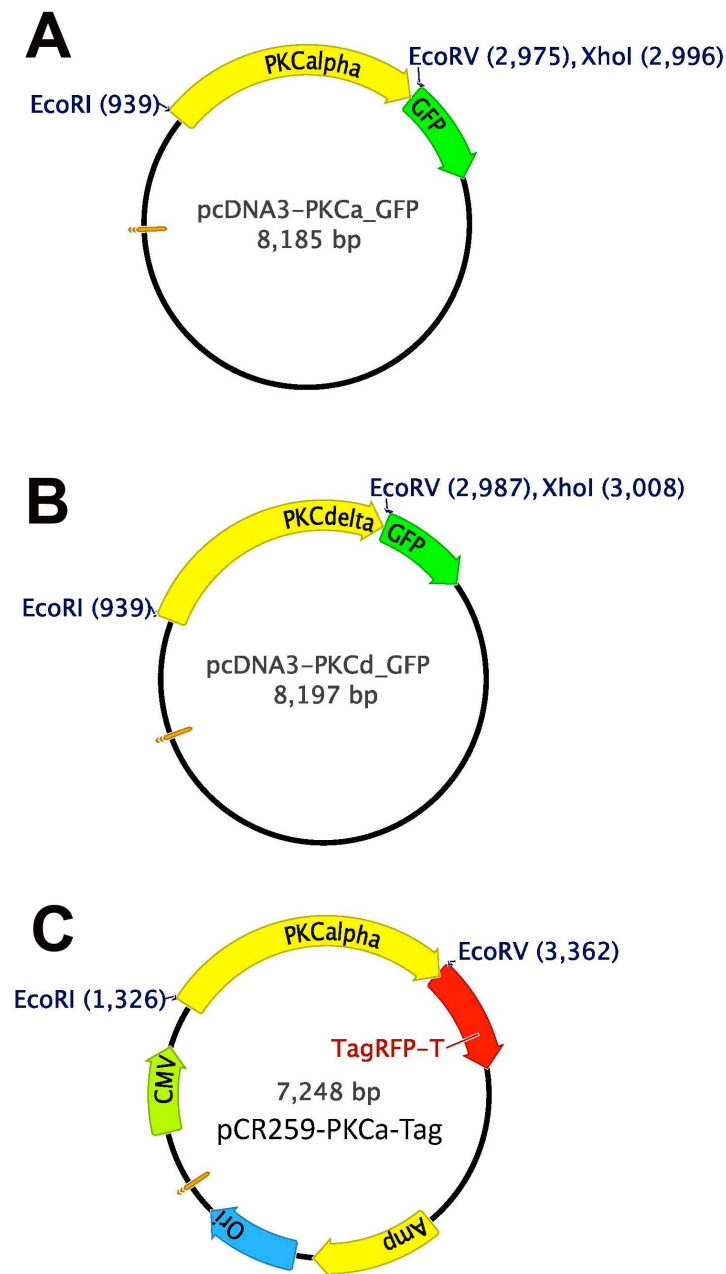 A
EcoRV (2,975), XhoI (2,996)
PKCalpha
EcoRI (939)
GFP
pcDNA3-PKCa_GFP
8,185 bp
B
EcoRV (2,987), XhoI (3,008)
PKCdelta
GFP
EcoRI (939)
pcDNA3-PKCd_GFP
8,197 bp
C
PKCalpha
EcoRV (3,362)
EcoRI (1,326)
TagRFP-T
CMV
7,248 bp
pCR259-PKCa-Tag
Ori
Amp